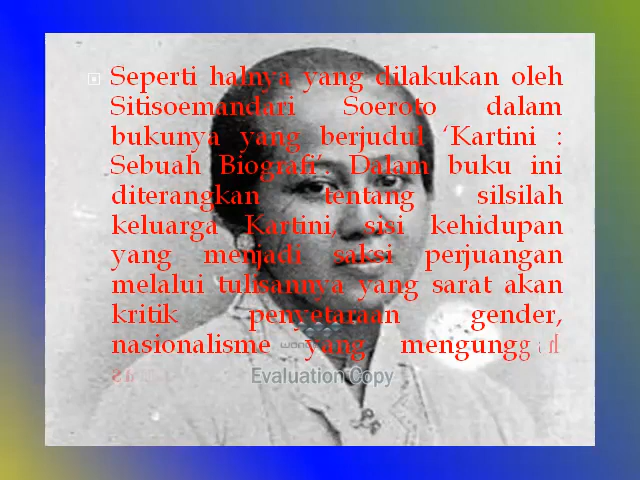 Seperti halnya yang dilakukan oleh
Sitisoemandari Soeroto dalam
bukunya yang berjudul ‘Kartini :
Sebuah Biografi’. Dalam buku ini
diterangkan tentang silsilah
keluarga Kartini, sisi kehidupan
yang menjadi saksi perjuangan
melalui tulisannya yang sarat akan
kritik penyetaraan gender,
nasionalisme yang
Evaluation Copy